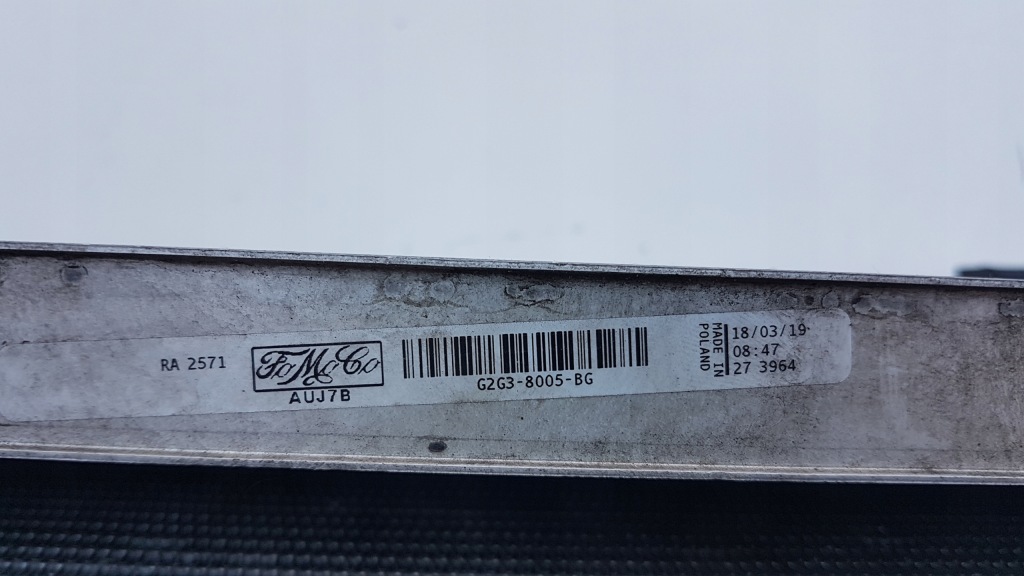 RA 2571
FoMoCo
AUJ7B
G2G3-8005-BG
MADE IN
POLAND
18/03/19
08:47
27 3964